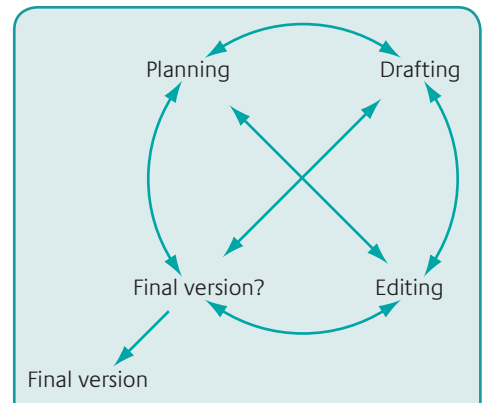 Planning
Drafting
Final version?
Editing
Final version